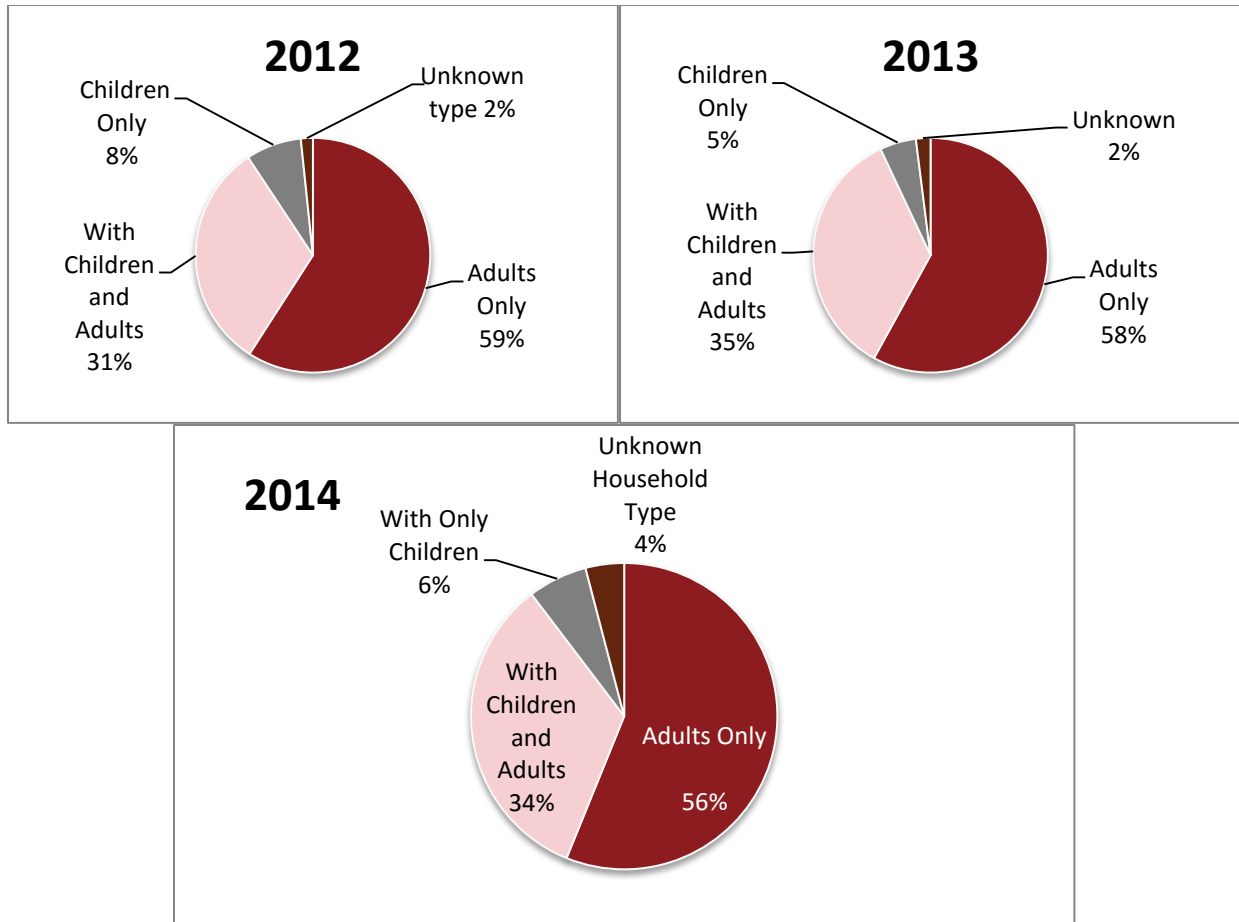 2012
Children
Only
8%
Unknown
type 2%
With
Children
and
Adults
31%
Adults
Only
59%
2013
Children
Only
5%
Unknown
2%
With
Children
and
Adults
35%
Adults
Only
58%
2014
Unknown
Household
Type
4%
With Only
Children
6%
With
Children
and
Adults
34%
Adults Only
56%